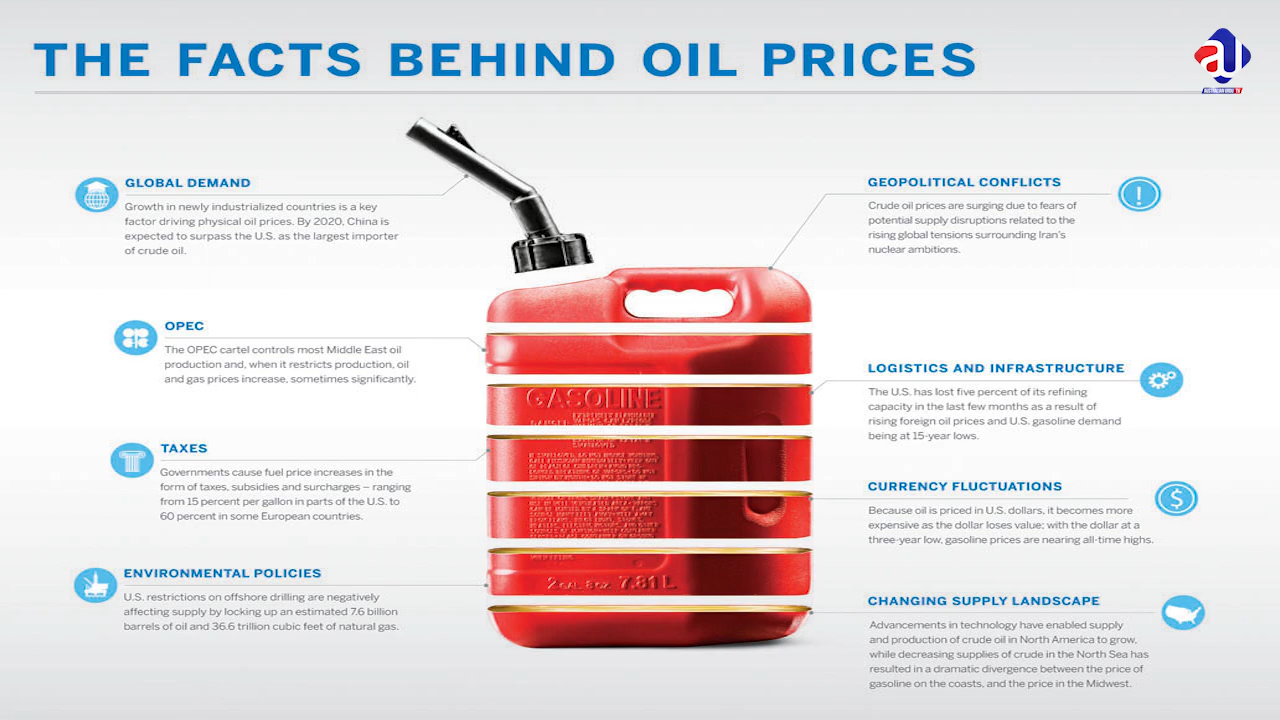 THE FACTS BEHIND OIL PRICES
AUSTRALIAN URDU TV
GLOBAL DEMAND
Growth in newly industrialized countries is a key
factor driving physical oil prices. By 2020, China is
expected to surpass the U.S. as the largest importer
of crude oil.
OPEC
The OPEC cartel controls most Middle East oil
production and, when it restricts production, oil
and gas prices increase, sometimes significantly.
TAXES
Governments cause fuel price increases in the
form of taxes, subsidies and surcharges – ranging
from 15 percent per gallon in parts of the U.S. to
60 percent in some European countries.
ENVIRONMENTAL POLICIES
U.S. restrictions on offshore drilling are negatively
affecting supply by locking up an estimated 7.6 billion
barrels of oil and 36.6 trillion cubic feet of natural gas.
GASOLINE
2 GAL. 8 OZ. 7.81 L
GEOPOLITICAL CONFLICTS
Crude oil prices are surging due to fears of
potential supply disruptions related to the
rising global tensions surrounding Iran's
nuclear ambitions.
LOGISTICS AND INFRASTRUCTURE
The U.S. has lost five percent of its refining
capacity in the last few months as a result of
rising foreign oil prices and U.S. gasoline demand
being at 15-year lows.
CURRENCY FLUCTUATIONS
$
Because oil is priced in U.S. dollars, it becomes more
expensive as the dollar loses value; with the dollar at a
three-year low, gasoline prices are nearing all-time highs.
CHANGING SUPPLY LANDSCAPE
Advancements in technology have enabled supply
and production of crude oil in North America to grow,
while decreasing supplies of crude in the North Sea has
resulted in a dramatic divergence between the price of
gasoline on the coasts, and the price in the Midwest.